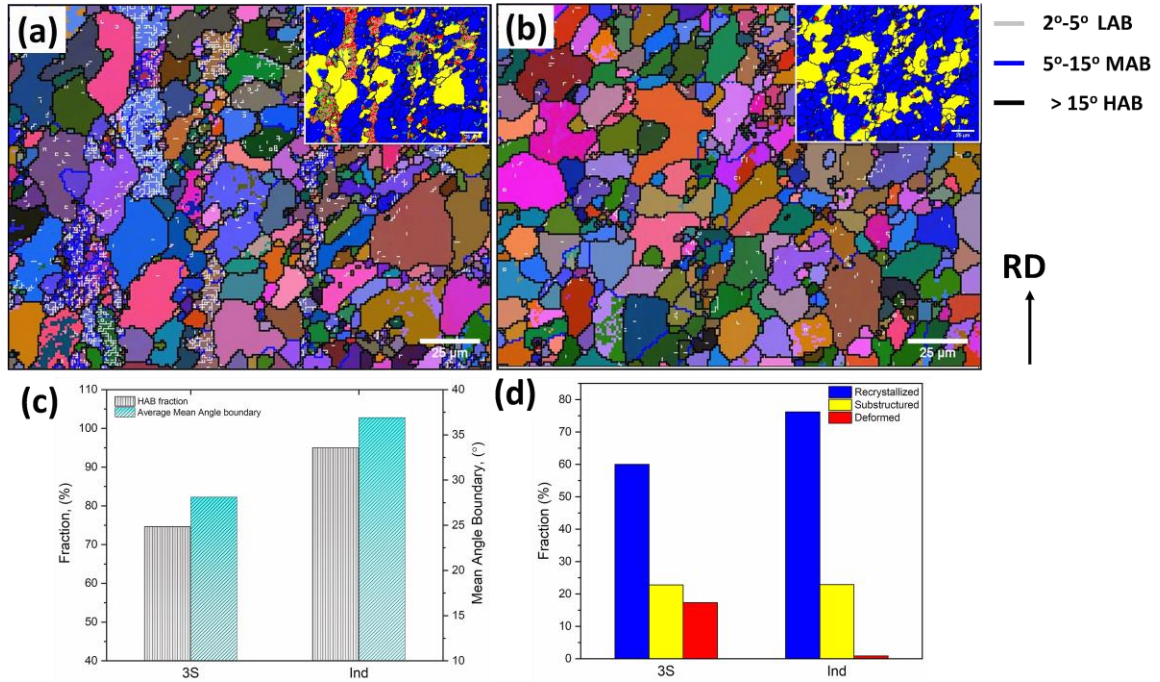 (a)
(b)
2º-5º LAB
5º-15º MAB
> 15º HAB
RD
25 µm
25 µm
(c)
HAB fraction
Average Mean Angle boundary
Fraction, (%)
110
100
90
80
70
60
50
40
Mean Angle Boundary, (°)
40
35
30
25
20
15
10
3S
Ind
(d)
Recrystallized
Substructured
Deformed
Fraction (%)
80
70
60
50
40
30
20
10
0
3S
Ind